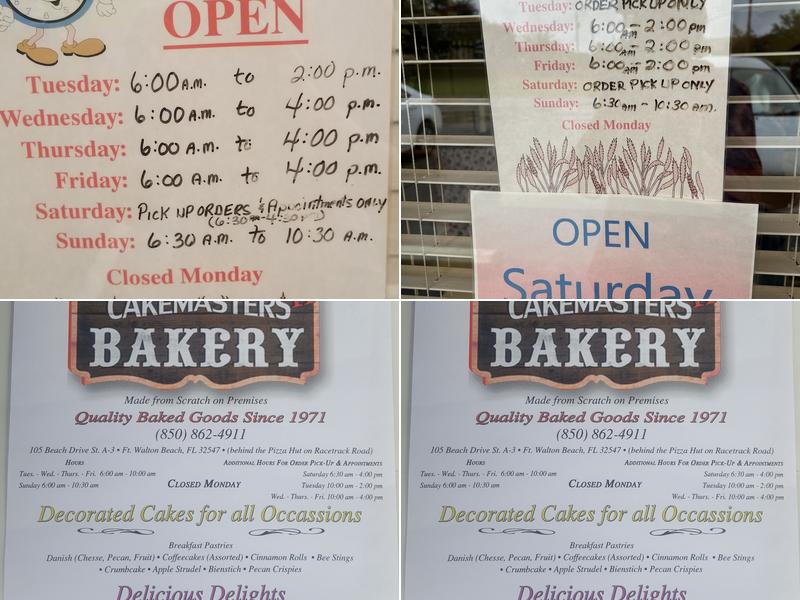 OPEN
Tuesday: 6:00 A.M. to 2:00 p.m.
Wednesday: 6:00 A.M. to 4:00 p.m.
Thursday: 6:00 A.M. to 4:00 p.m
Friday: 6:00 A.M. to 4:00 p.m.
Saturday: PICK UP ORDERS & Appointments ONLY
(6:30 AM-4:30
Sunday: 6:30 A.M. to 10:30 A.M.
Closed Monday
Tuesday: ORDER PICK UP ONLY
Wednesday: 6:00 AM - 2:00 pm
Thursday: 6:00 AM - 2:00 pm
Friday: 6:00 AM - 2:00 pm
Saturday: ORDER PICK UP ONLY
Sunday: 6:30 am - 10:30 am.
Closed Monday
OPEN
Saturday
CAKEMASTERS
BAKERY
Made from Scratch on Premises
Quality Baked Goods Since 1971
(850) 862-4911
105 Beach Drive St. A-3 • Ft. Walton Beach, FL 32547 • (behind the Pizza Hut on Racetrack Road)
HOURS ADDITIONAL HOURS FOR ORDER PICK-UP & APPOINTMENTS
Tues. - Wed. - Thurs. - Fri. 6:00 am - 10:00 am Saturday 6:30 am - 4:00 pm
Sunday 6:00 am - 10:30 am CLOSED MONDAY Tuesday 10:00 am - 2:00 pm
Wed. - Thurs. - Fri. 10:00 am - 4:00 pm
Decorated Cakes for all Occassions
Breakfast Pastries
Danish (Chesse, Pecan, Fruit) • Coffeecakes (Assorted) • Cinnamon Rolls • Bee Stings
• Crumbcake • Apple Strudel • Bienstich • Pecan Crispies
Delicious Delights
CAKEMASTERS
BAKERY
Made from Scratch on Premises
Quality Baked Goods Since 1971
(850) 862-4911
105 Beach Drive St. A-3 • Ft. Walton Beach, FL 32547 • (behind the Pizza Hut on Racetrack Road)
HOURS ADDITIONAL HOURS FOR ORDER PICK-UP & APPOINTMENTS
Tues. - Wed. - Thurs. - Fri. 6:00 am - 10:00 am Saturday 6:30 am - 4:00 pm
Sunday 6:00 am - 10:30 am CLOSED MONDAY Tuesday 10:00 am - 2:00 pm
Wed. - Thurs. - Fri. 10:00 am - 4:00 pm
Decorated Cakes for all Occassions
Breakfast Pastries
Danish (Chesse, Pecan, Fruit) • Coffeecakes (Assorted) • Cinnamon Rolls • Bee Stings
• Crumbcake • Apple Strudel • Bienstich • Pecan Crispies
Delicious Delights